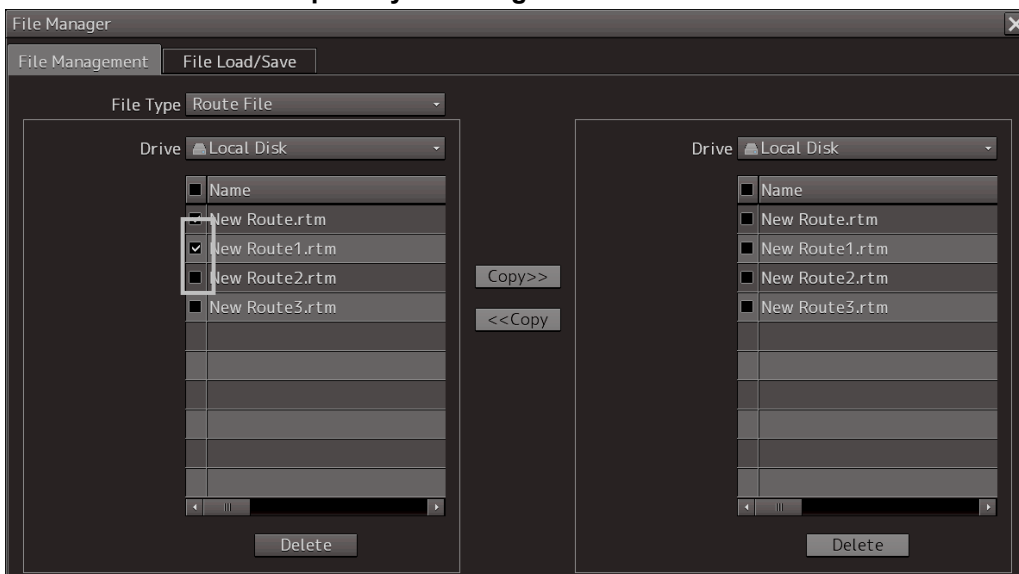 File Manager
File Management File Load/Save
File Type Route File
Drive Local Disk
Name
New Route.rtm
New Route1.rtm
New Route2.rtm
New Route3.rtm
Delete
Copy>>
<<Copy
Drive Local Disk
Name
New Route.rtm
New Route1.rtm
New Route2.rtm
New Route3.rtm
Delete